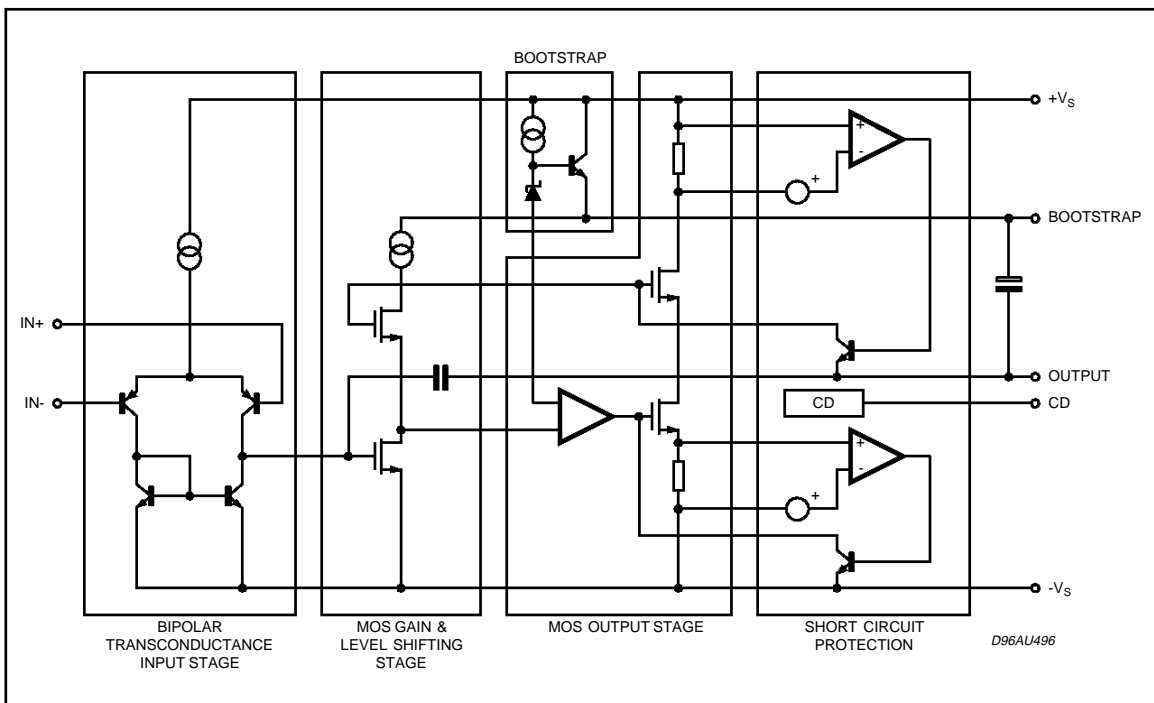 BOOTSTRAP
+VS
+
-
+
BOOTSTRAP
IN+
OUTPUT
IN-
CD
CD
+
-
+
-VS
BIPOLAR
TRANSCONDUCTANCE
INPUT STAGE
MOS GAIN &
LEVEL SHIFTING
STAGE
MOS OUTPUT STAGE
SHORT CIRCUIT
PROTECTION
D96AU496